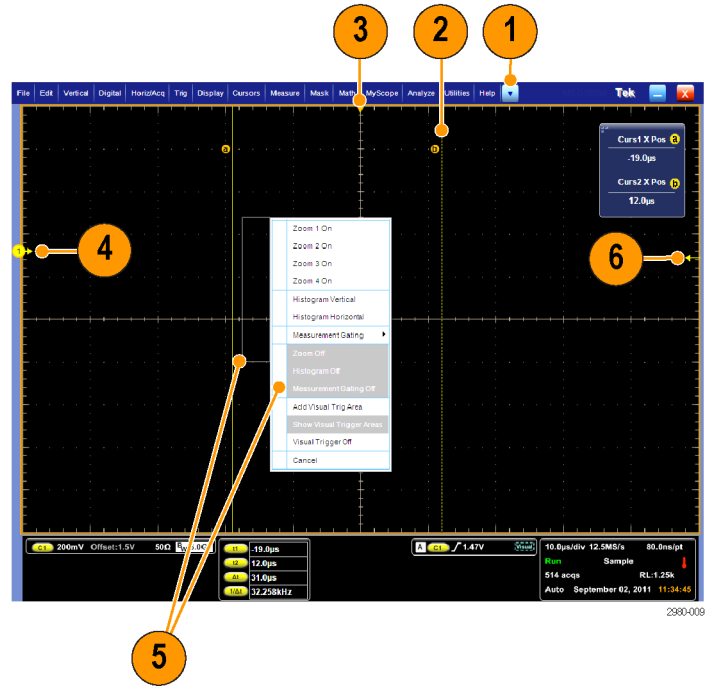 3 2 1
File Edit Vertical Digital Horiz/Acq Trig Display Cursors Measure Mask Math MyScope Analyze Utilities Help Tek X
a b
Curs1 X Pos a
-19.0µs
Curs2 X Pos b
12.0µs
1 4
6
Zoom 1 On
Zoom 2 On
Zoom 3 On
Zoom 4 On
Histogram Vertical
Histogram Horizontal
Measurement Gating
Zoom Off
Histogram Off
Measurement Gating Off
Add Visual Trig Area
Show Visual Trigger Areas
Visual Trigger Off
Cancel
C1 200mV Offset:1.5V 50Ω
t1 -19.0µs
t2 12.0µs
Δt 31.0µs
1/Δt 32.258kHz
A C1 1.47V Visual
10.0µs/div 12.5MS/s 80.0ns/pt
Run Sample
514 acqs RL:1.25k
Auto September 02, 2011 11:34:45
2980-009
5